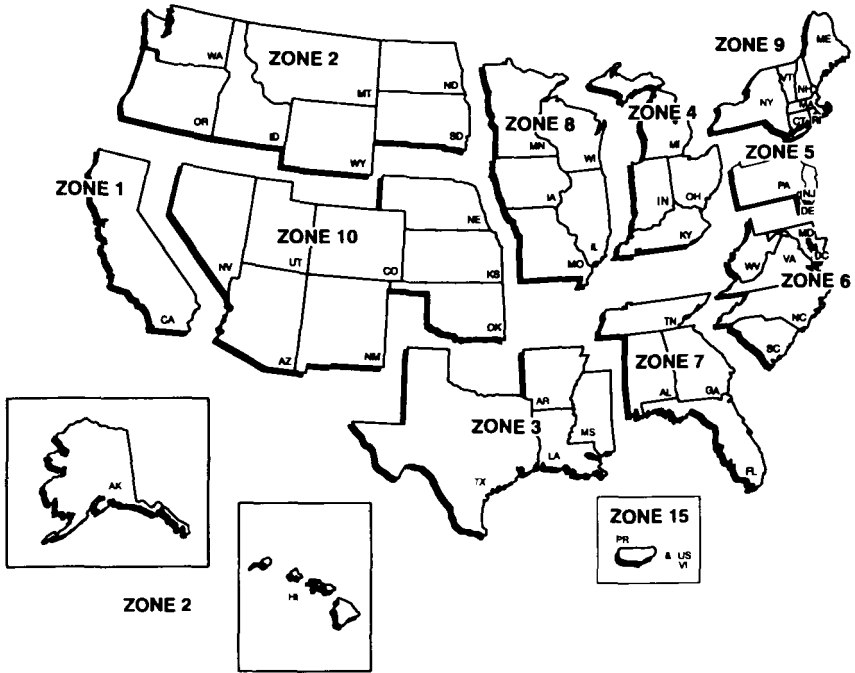 ZONE 9
ME
WA
ZONE 2
MT
ND
VT
NH
NY
MA
CT
RI
OR
ID
WY
SD
ZONE 8
MN
WI
ZONE 4
MI
ZONE 5
PA
NJ
DE
ZONE 1
CA
NE
IA
IL
MO
IN
OH
KY
MD
DC
WV
VA
ZONE 6
ZONE 10
NV
UT
CO
KS
NC
SC
AZ
NM
OK
TN
ZONE 7
AL
GA
FL
AR
ZONE 3
MS
LA
TX
AK
ZONE 2
HI
ZONE 15
PR
& US
VI